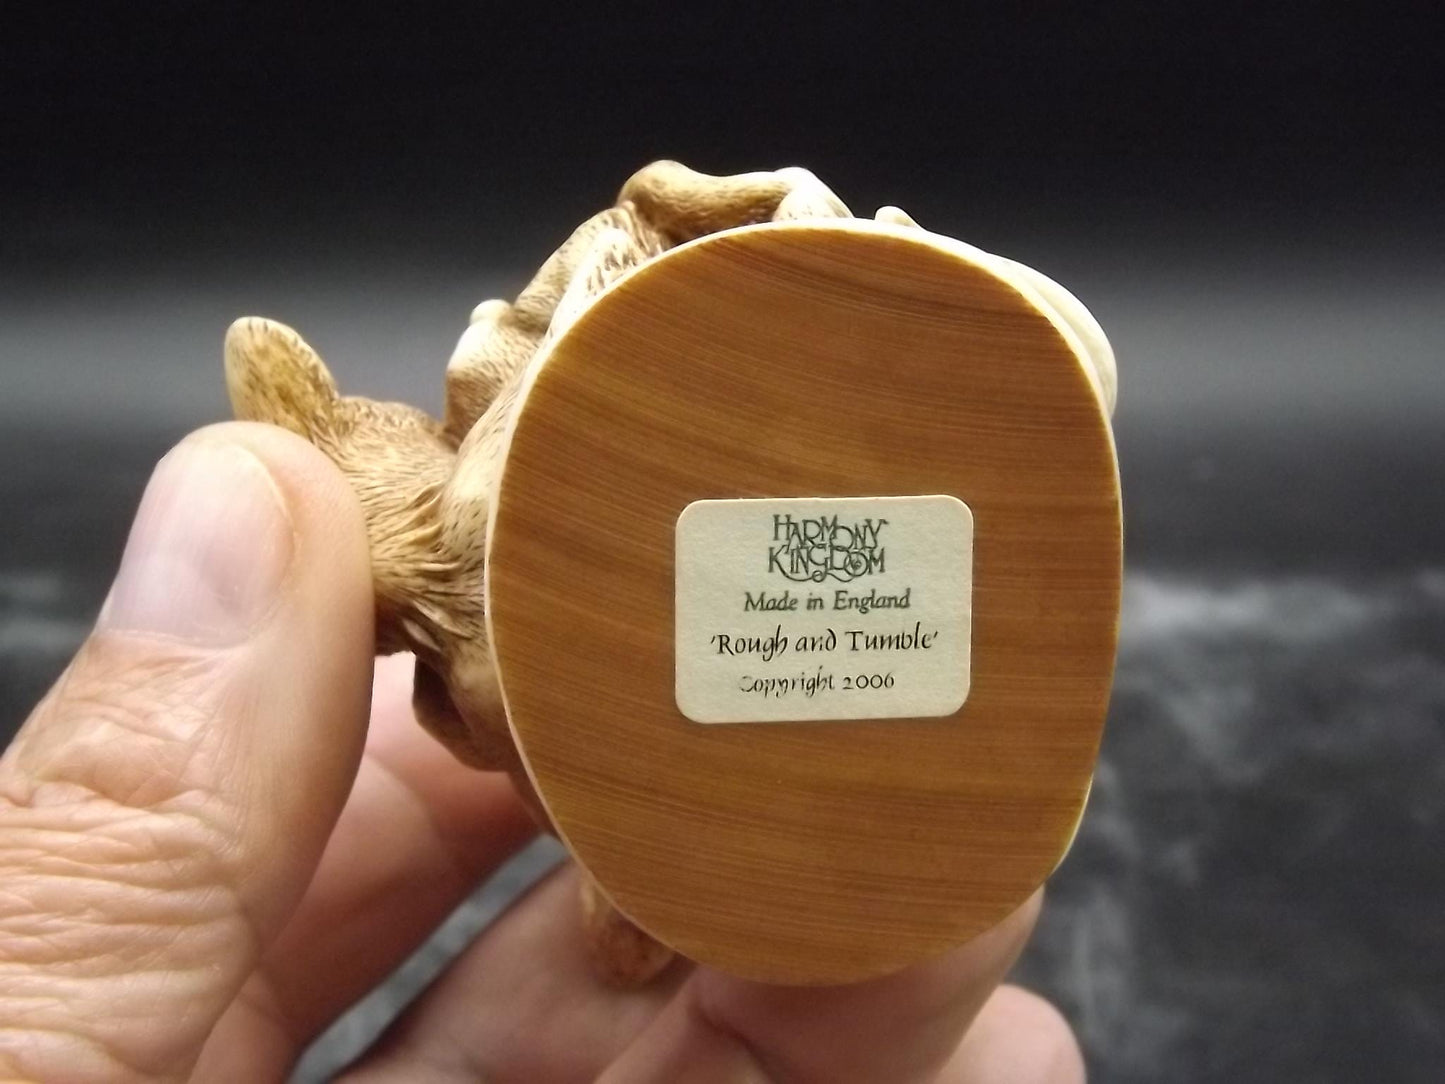 HARMONY
KINGDOM
Made in England
'Rough and Tumble'
Copyright 2006